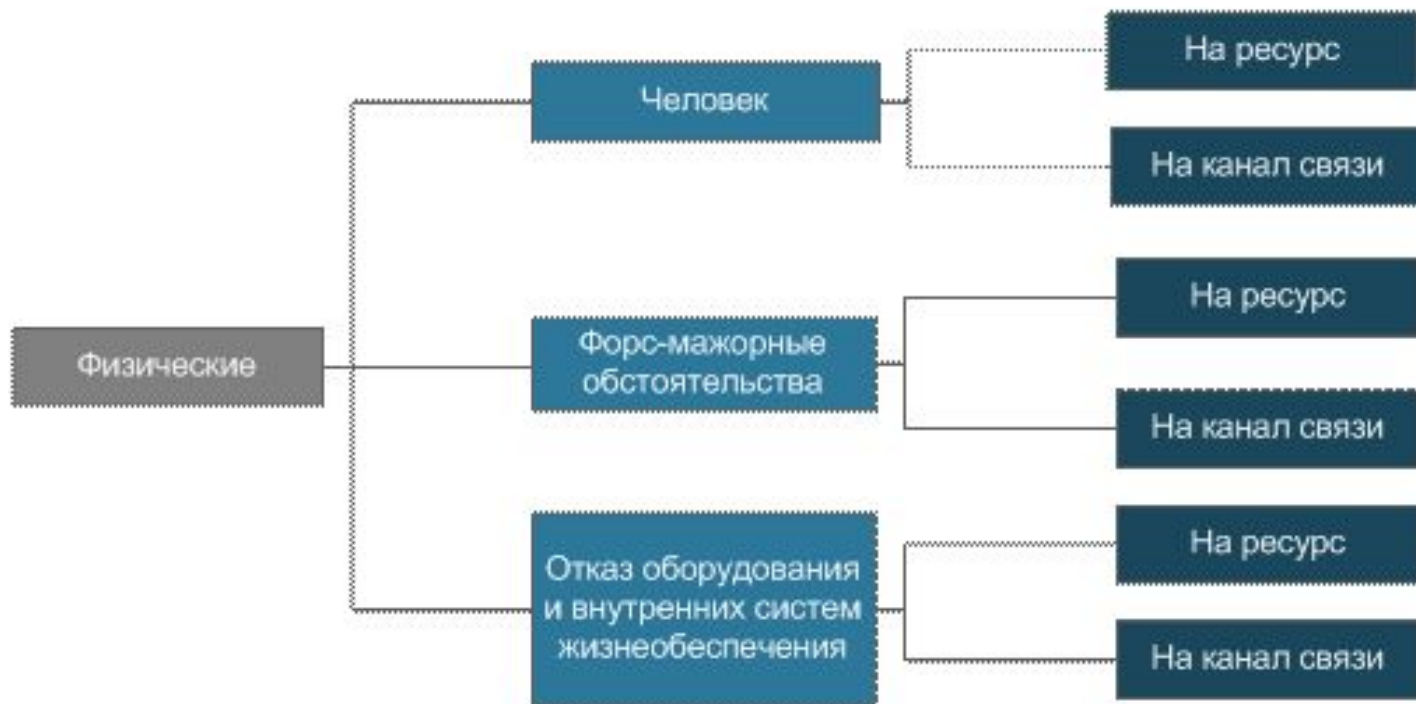 Физические
Человек
На ресурс
На канал связи
Форс-мажорные
обстоятельства
На ресурс
На канал связи
Отказ оборудования
и внутренних систем
жизнеобеспечения
На ресурс
На канал связи